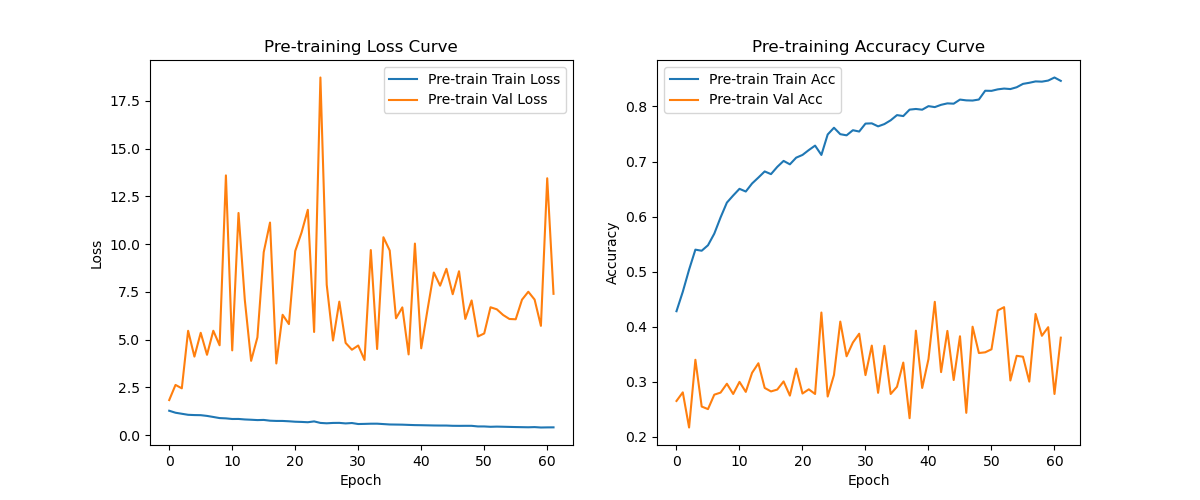 Pre-training Loss Curve
Pre-train Train Loss
Pre-train Val Loss
17.5
15.0
12.5
10.0
7.5
5.0
2.5
0.0
Loss
0 10 20 30 40 50 60
Epoch
Pre-training Accuracy Curve
Pre-train Train Acc
Pre-train Val Acc
0.8
0.7
0.6
0.5
0.4
0.3
0.2
Accuracy
0 10 20 30 40 50 60
Epoch